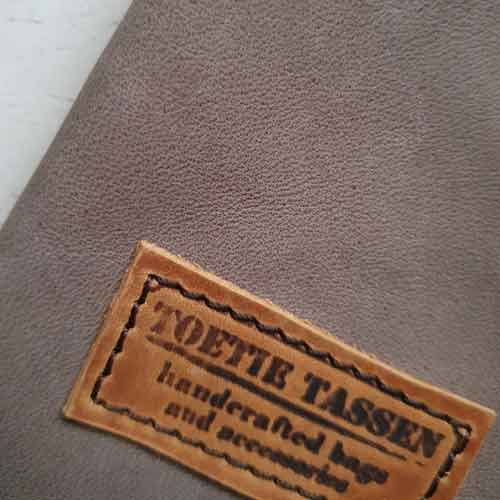 TOETIE TASSEN
handcrafted bags
and accessories